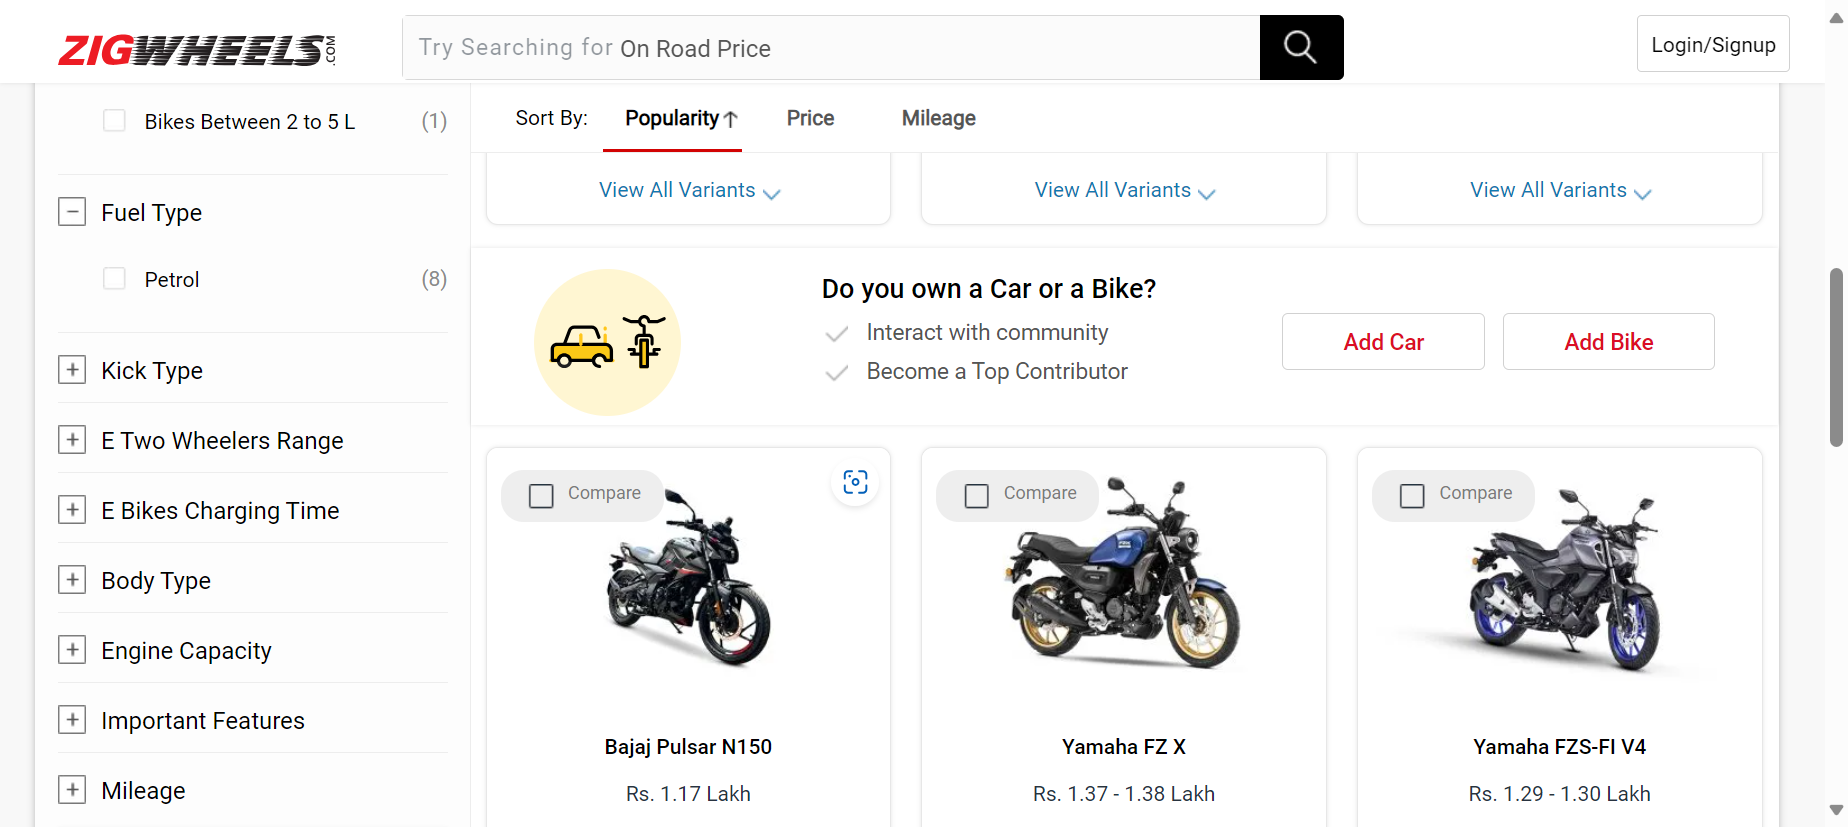 ZIGWHEELS.COM
Try Searching for On Road Price
Login/Signup
Bikes Between 2 to 5 L (1)
Fuel Type
Petrol (8)
Kick Type
E Two Wheelers Range
E Bikes Charging Time
Body Type
Engine Capacity
Important Features
Mileage
Sort By: Popularity Price Mileage
View All Variants View All Variants View All Variants
Do you own a Car or a Bike?
Interact with community
Become a Top Contributor
Add Car Add Bike
Compare Compare Compare
Bajaj Pulsar N150 Yamaha FZ X Yamaha FZS-FI V4
Rs. 1.17 Lakh Rs. 1.37 - 1.38 Lakh Rs. 1.29 - 1.30 Lakh